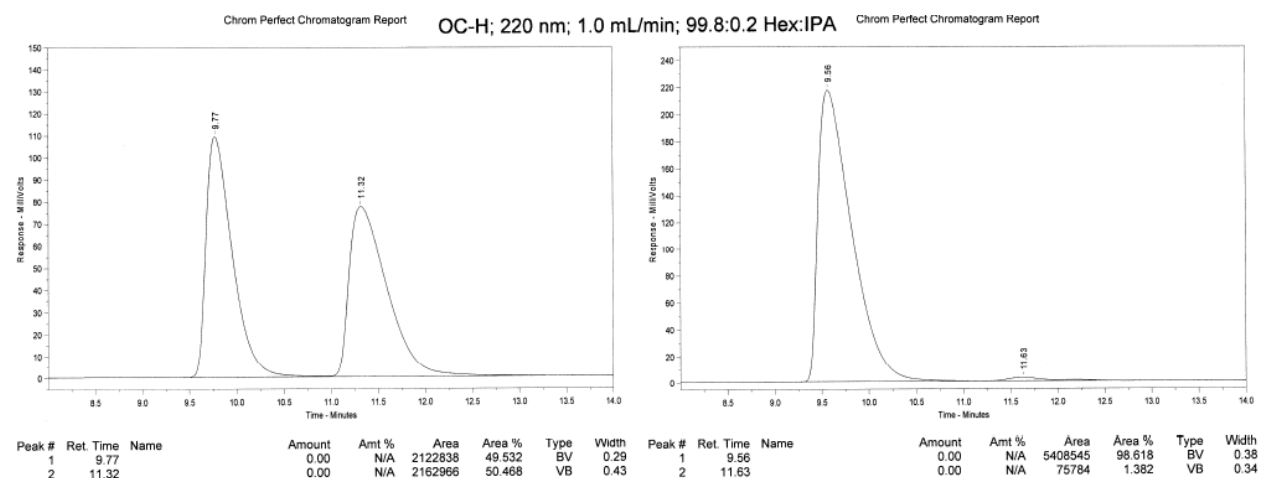 Chrom Perfect Chromatogram Report
OC-H; 220 nm; 1.0 mL/min; 99.8:0.2 Hex:IPA
Chrom Perfect Chromatogram Report
150
140
130
120
110
100
90
80
70
60
50
40
30
20
10
0
Response - MilliVolts
9.77
11.32
8.5 9.0 9.5 10.0 10.5 11.0 11.5 12.0 12.5 13.0 13.5 14.0
Time - Minutes
Peak # Ret. Time Name Amount Amt % Area Area % Type Width
1 9.77 0.00 N/A 2122838 49.532 BV 0.29
2 11.32 0.00 N/A 2162966 50.468 VB 0.43
240
220
200
180
160
140
120
100
80
60
40
20
0
Response - MilliVolts
9.56
11.63
8.5 9.0 9.5 10.0 10.5 11.0 11.5 12.0 12.5 13.0 13.5 14.0
Time - Minutes
Peak # Ret. Time Name Amount Amt % Area Area % Type Width
1 9.56 0.00 N/A 5408545 98.618 BV 0.38
2 11.63 0.00 N/A 75784 1.382 VB 0.34